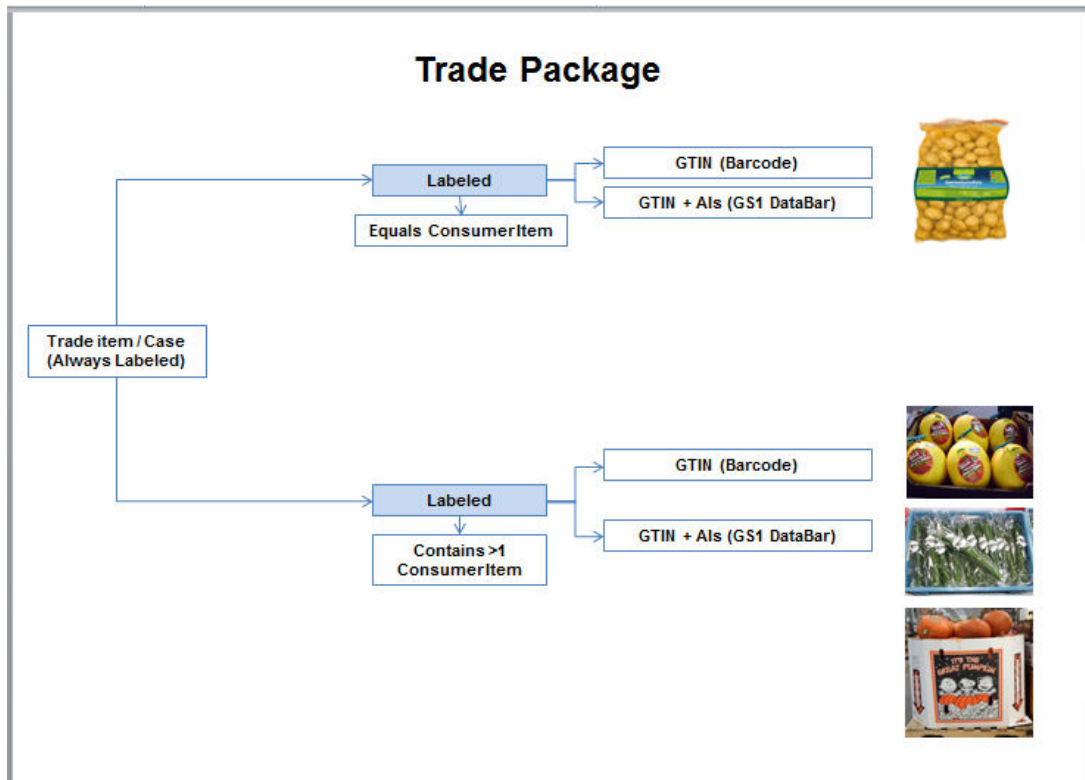 Trade Package
Labeled
GTIN (Barcode)
GTIN + AIs (GS1 DataBar)
Equals ConsumerItem
Trade item / Case
(Always Labeled)
GTIN (Barcode)
Labeled
GTIN + AIs (GS1 DataBar)
Contains >1
ConsumerItem
IT'S THE
GREAT PUMPKIN